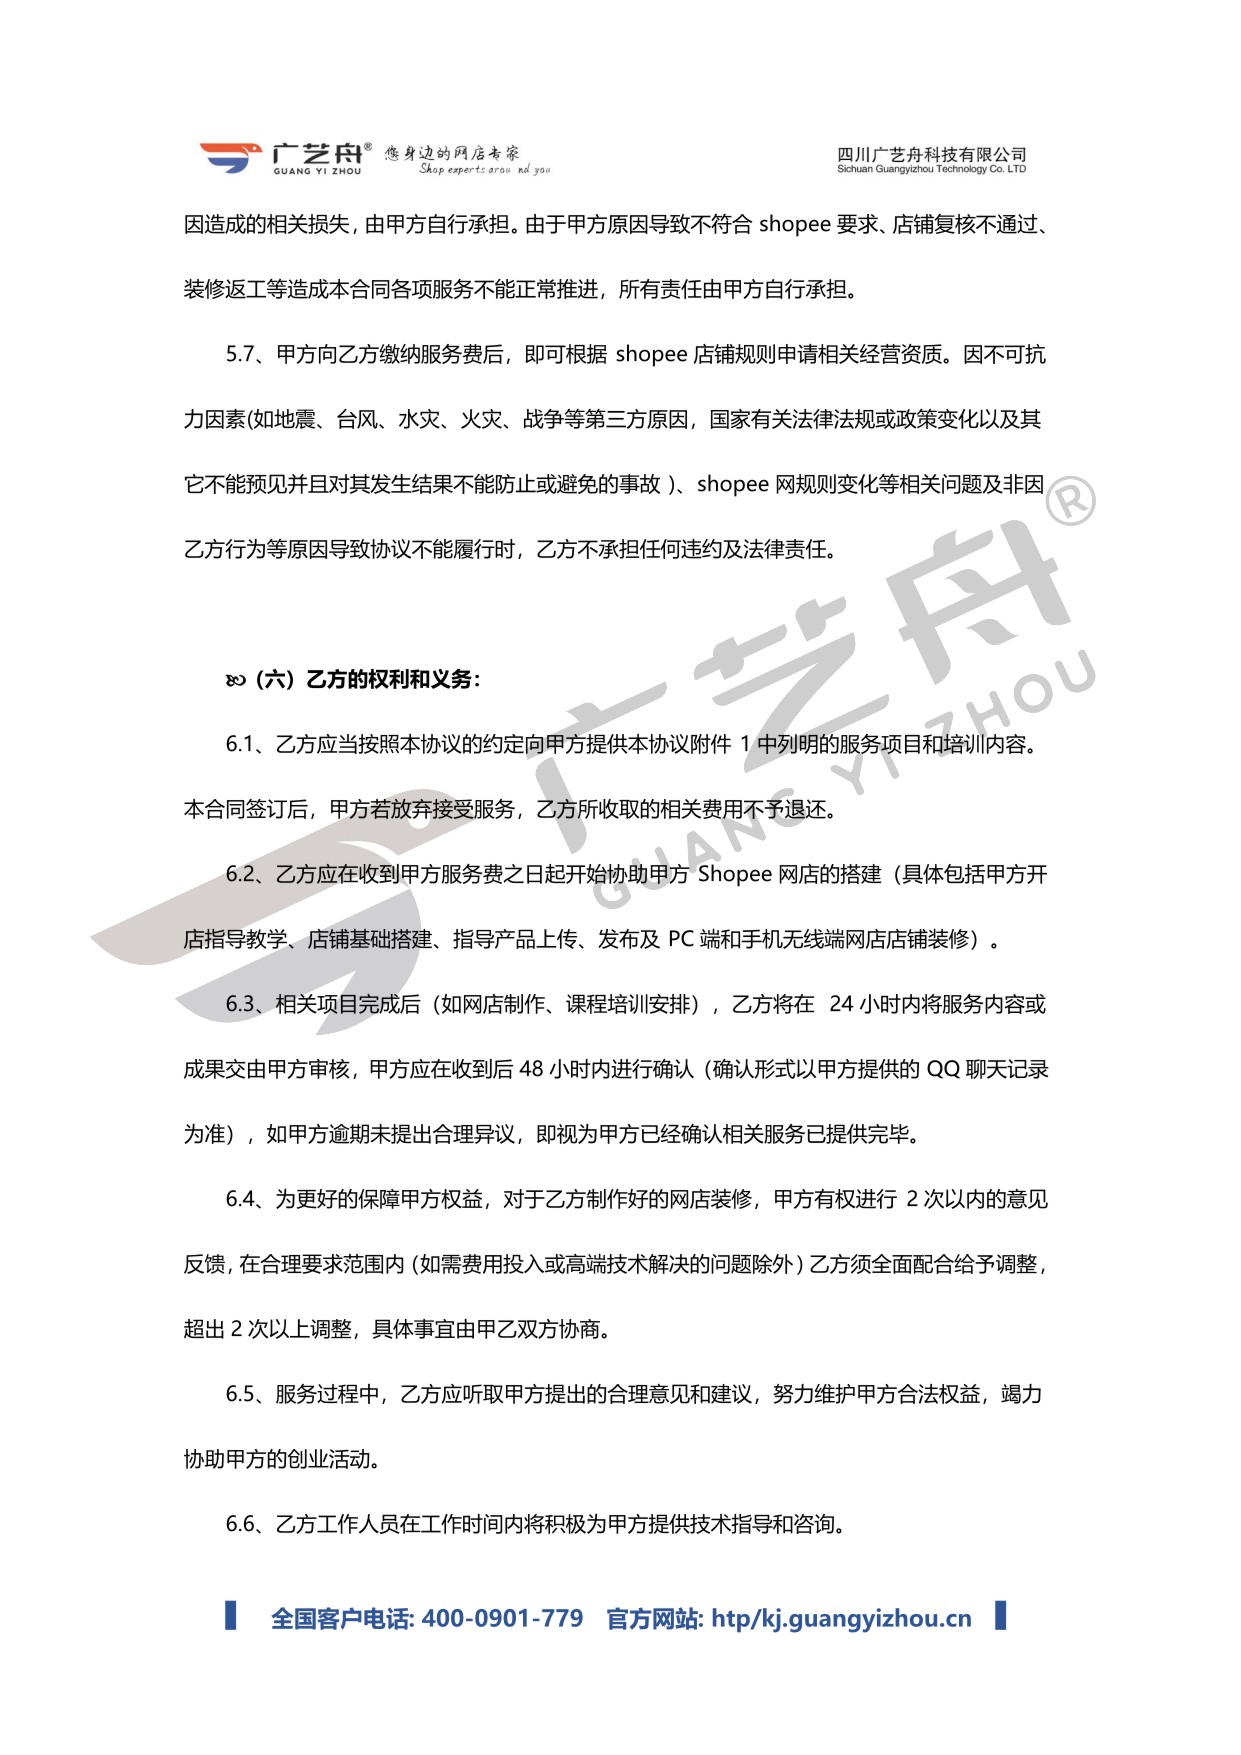 广艺舟® 您身边的网店专家
GUANG YI ZHOU Shop experts arou nd you
四川广艺舟科技有限公司
Sichuan Guangyizhou Technology Co. LTD
因造成的相关损失，由甲方自行承担。由于甲方原因导致不符合 shopee 要求、店铺复核不通过、
装修返工等造成本合同各项服务不能正常推进，所有责任由甲方自行承担。
5.7、甲方向乙方缴纳服务费后，即可根据 shopee 店铺规则申请相关经营资质。因不可抗
力因素(如地震、台风、水灾、火灾、战争等第三方原因，国家有关法律法规或政策变化以及其
它不能预见并且对其发生结果不能防止或避免的事故 )、shopee 网规则变化等相关问题及非因
乙方行为等原因导致协议不能履行时，乙方不承担任何违约及法律责任。
（六）乙方的权利和义务：
6.1、乙方应当按照本协议的约定向甲方提供本协议附件 1 中列明的服务项目和培训内容。
本合同签订后，甲方若放弃接受服务，乙方所收取的相关费用不予退还。
6.2、乙方应在收到甲方服务费之日起开始协助甲方 Shopee 网店的搭建（具体包括甲方开
店指导教学、店铺基础搭建、指导产品上传、发布及 PC 端和手机无线端网店店铺装修）。
6.3、相关项目完成后（如网店制作、课程培训安排），乙方将在 24 小时内将服务内容或
成果交由甲方审核，甲方应在收到后 48 小时内进行确认（确认形式以甲方提供的 QQ 聊天记录
为准），如甲方逾期未提出合理异议，即视为甲方已经确认相关服务已提供完毕。
6.4、为更好的保障甲方权益，对于乙方制作好的网店装修，甲方有权进行 2 次以内的意见
反馈，在合理要求范围内（如需费用投入或高端技术解决的问题除外）乙方须全面配合给予调整，
超出 2 次以上调整，具体事宜由甲乙双方协商。
6.5、服务过程中，乙方应听取甲方提出的合理意见和建议，努力维护甲方合法权益，竭力
协助甲方的创业活动。
6.6、乙方工作人员在工作时间内将积极为甲方提供技术指导和咨询。
广艺舟®
GUANG YI ZHOU
全国客户电话: 400-0901-779 官方网站: htp/kj.guangyizhou.cn